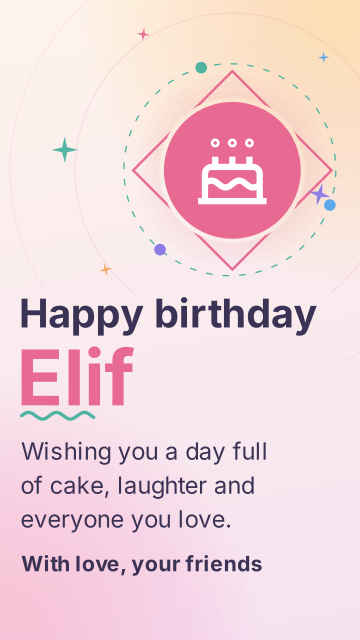 Happy birthday
Elif
Wishing you a day full
of cake, laughter and
everyone you love.
With love, your friends